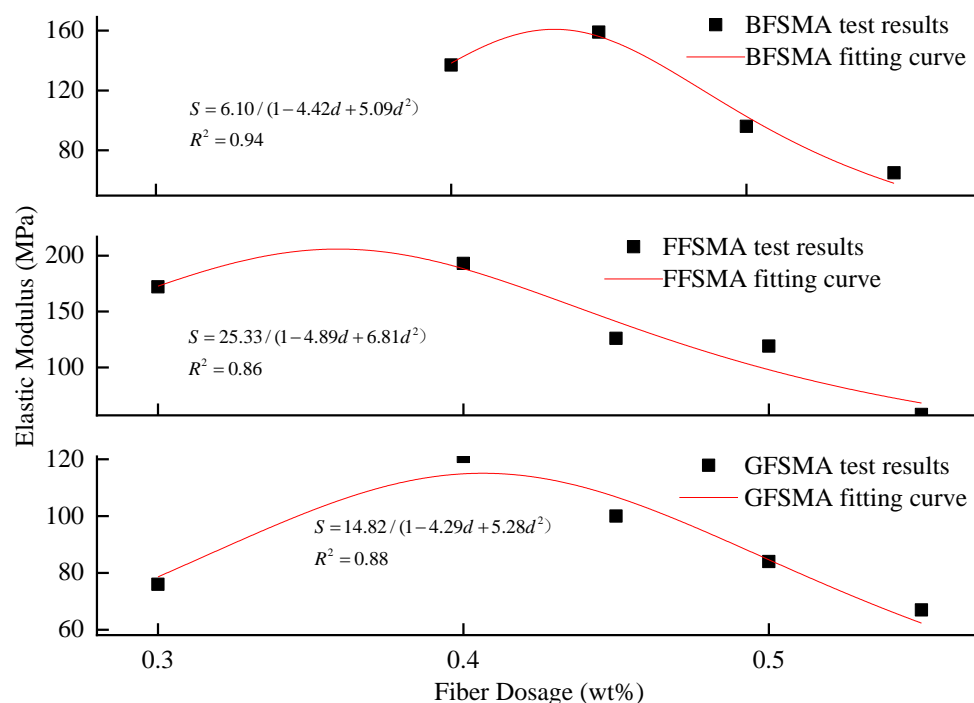 BFSMA test results
BFSMA fitting curve
160
120
80
S = 6.10/(1−4.42d+5.09d²）
R² = 0.94
FFSMA test results
FFSMA fitting curve
200
150
100
S = 25.33/(1−4.89d+6.81d²）
R² = 0.86
Elastic Modulus (MPa)
GFSMA test results
GFSMA fitting curve
120
100
80
60
S = 14.82/(1−4.29d+5.28d²）
R² = 0.88
0.3 0.4 0.5
Fiber Dosage (wt%)